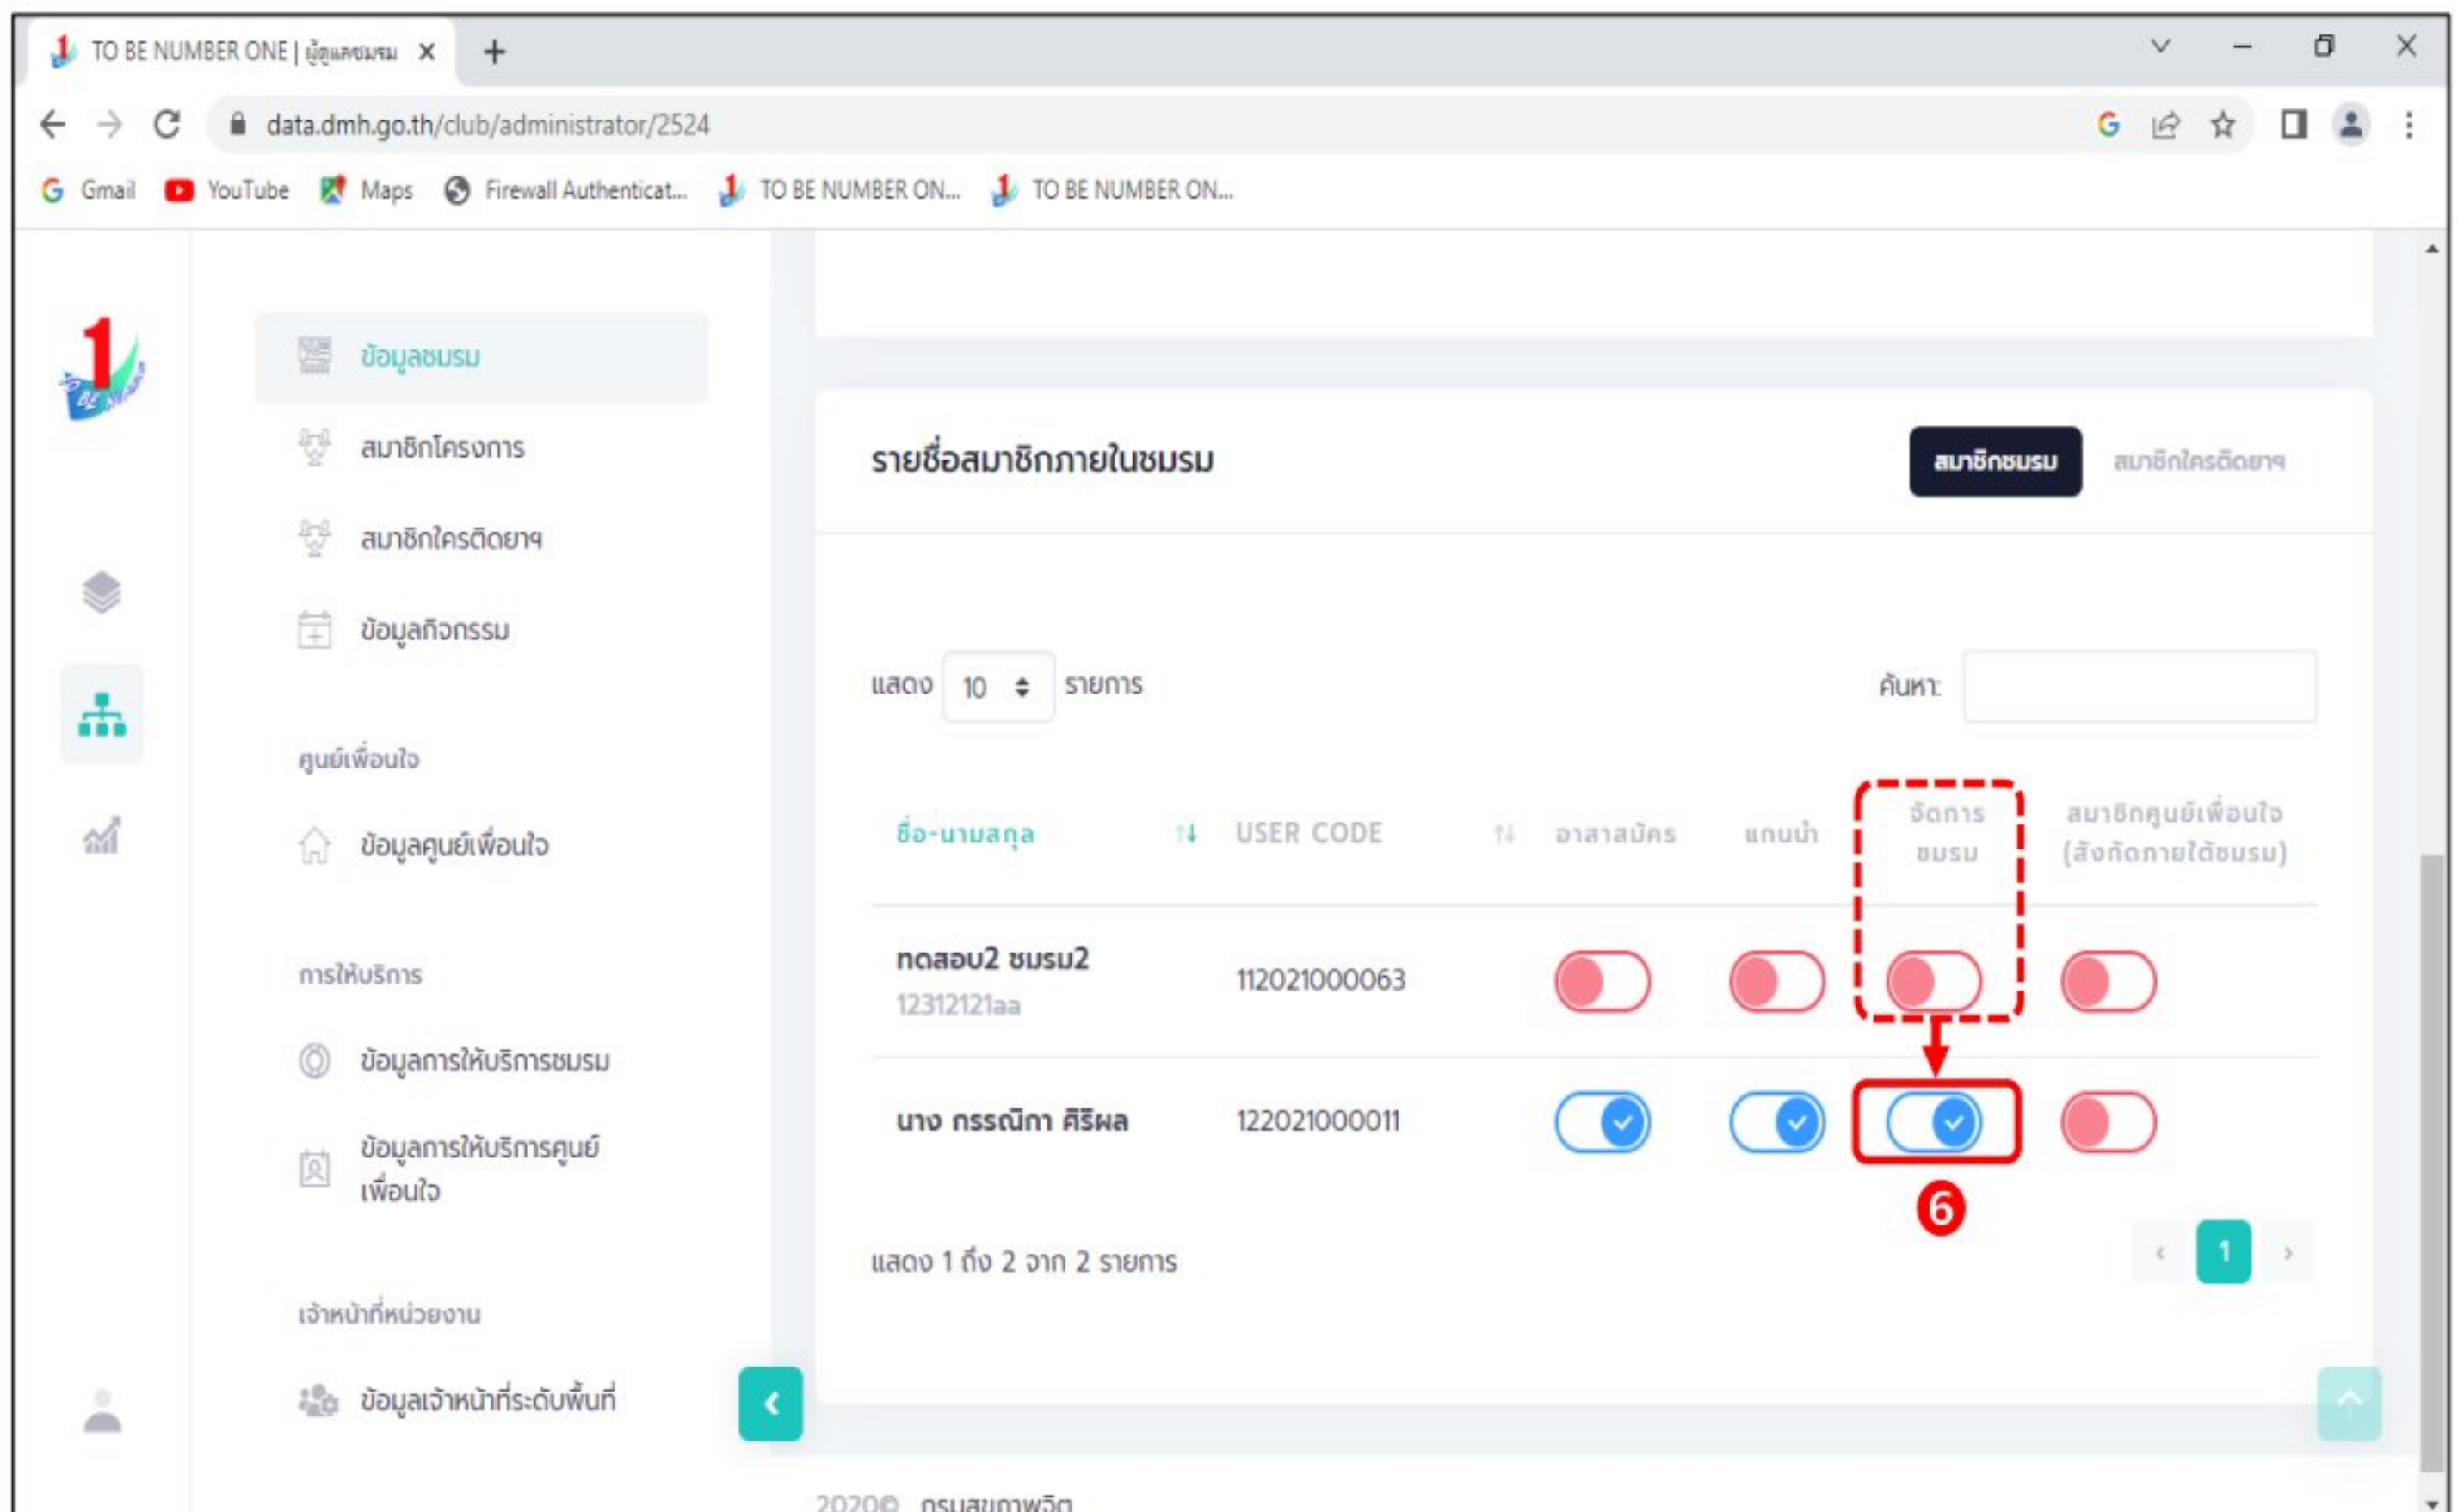 TO BE NUMBER ONE | ผู้ดูแลชมรม
data.dmh.go.th/club/administrator/2524
Gmail YouTube Maps Firewall Authenticat... TO BE NUMBER ON... TO BE NUMBER ON...
ข้อมูลชมรม
สมาชิกโครงการ
สมาชิกใครติดยาฯ
ข้อมูลกิจกรรม
ศูนย์เพื่อนใจ
ข้อมูลศูนย์เพื่อนใจ
การให้บริการ
ข้อมูลการให้บริการชมรม
ข้อมูลการให้บริการศูนย์
เพื่อนใจ
เจ้าหน้าที่หน่วยงาน
ข้อมูลเจ้าหน้าที่ระดับพื้นที่
รายชื่อสมาชิกภายในชมรม
สมาชิกชมรม สมาชิกใครติดยาฯ
แสดง 10 รายการ
ค้นหา:
ชื่อ-นามสกุล USER CODE อาสาสมัคร แกนนำ
จัดการ
ชมรม
สมาชิกศูนย์เพื่อนใจ
(สังกัดภายใต้ชมรม)
ทดสอบ2 ชมรม2
12312121aa
112021000063
นาง กรรณิกา ศิริผล 122021000011
6
แสดง 1 ถึง 2 จาก 2 รายการ
1
2020© กรมสุขภาพจิต